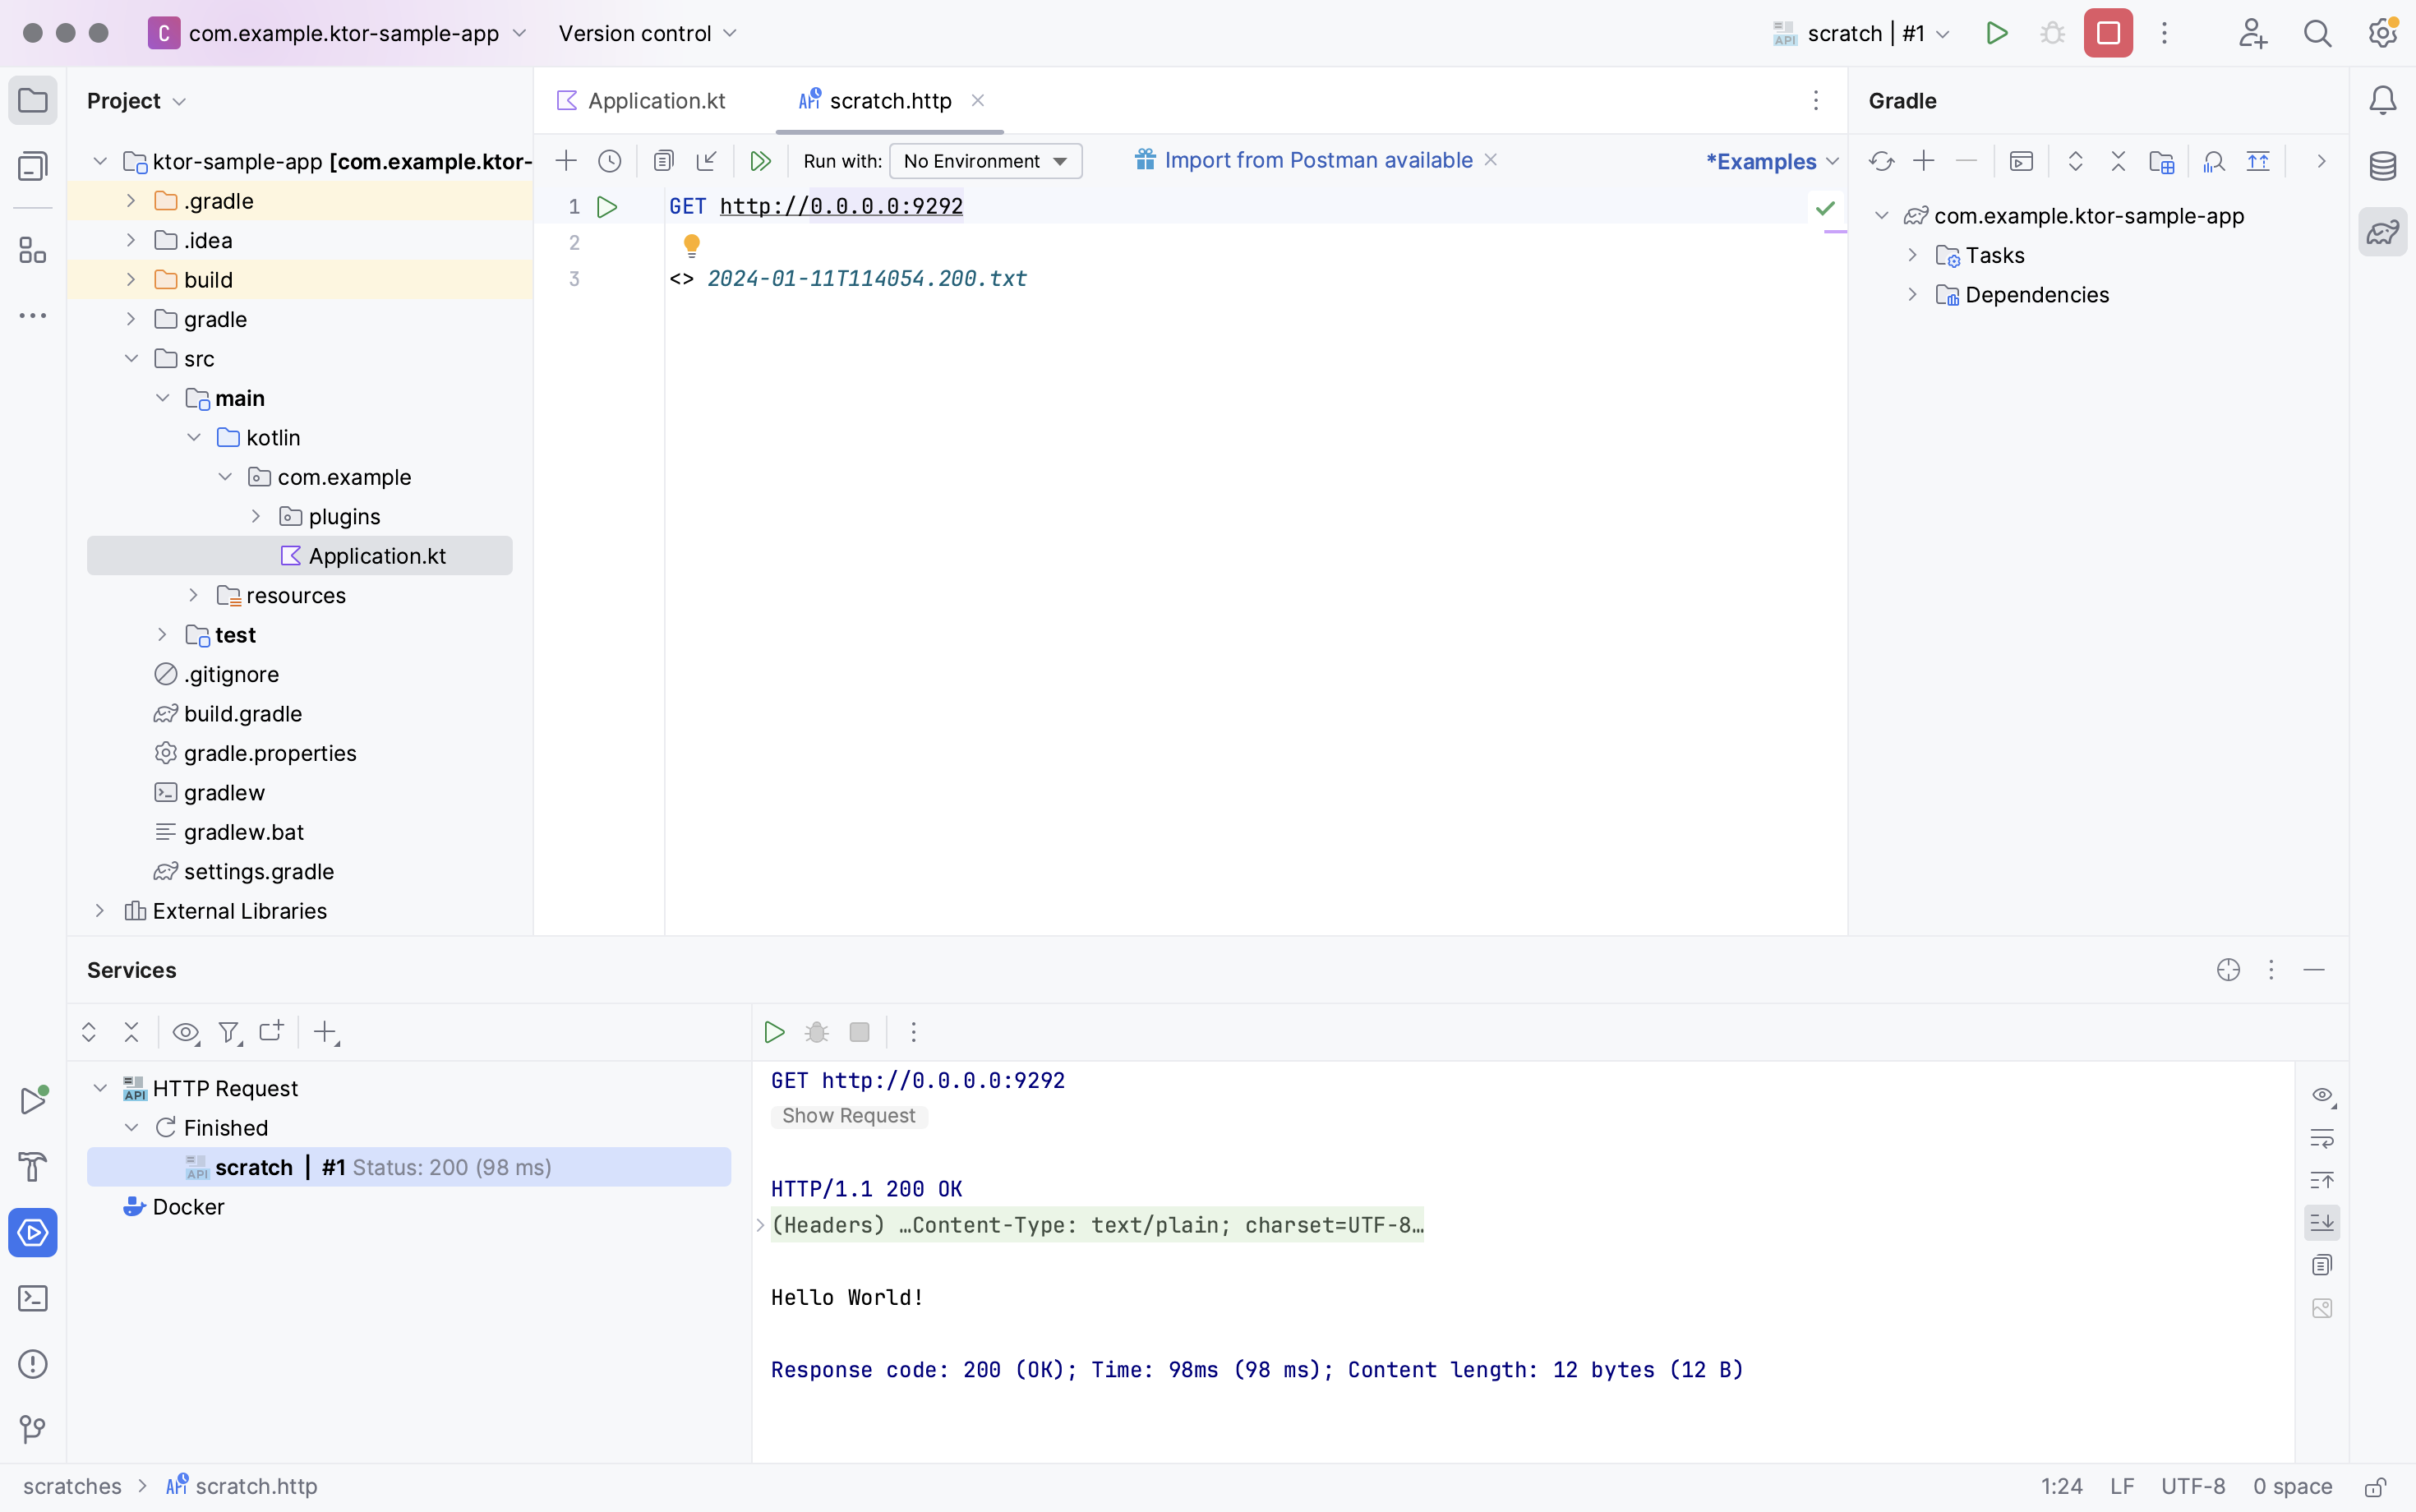 C com.example.ktor-sample-app Version control
API scratch | #1
Project
Application.kt
API scratch.http
Gradle
Run with: No Environment
Import from Postman available
*Examples
ktor-sample-app [com.example.ktor-
.gradle
.idea
build
gradle
src
main
kotlin
com.example
plugins
Application.kt
resources
test
.gitignore
build.gradle
gradle.properties
gradlew
gradlew.bat
settings.gradle
External Libraries
1 GET http://0.0.0.0:9292
2
3 <> 2024-01-11T114054.200.txt
com.example.ktor-sample-app
Tasks
Dependencies
Services
API HTTP Request
Finished
API scratch | #1 Status: 200 (98 ms)
Docker
GET http://0.0.0.0:9292
Show Request
HTTP/1.1 200 OK
(Headers) …Content-Type: text/plain; charset=UTF-8…
Hello World!
Response code: 200 (OK); Time: 98ms (98 ms); Content length: 12 bytes (12 B)
scratches > API scratch.http
1:24 LF UTF-8 0 space